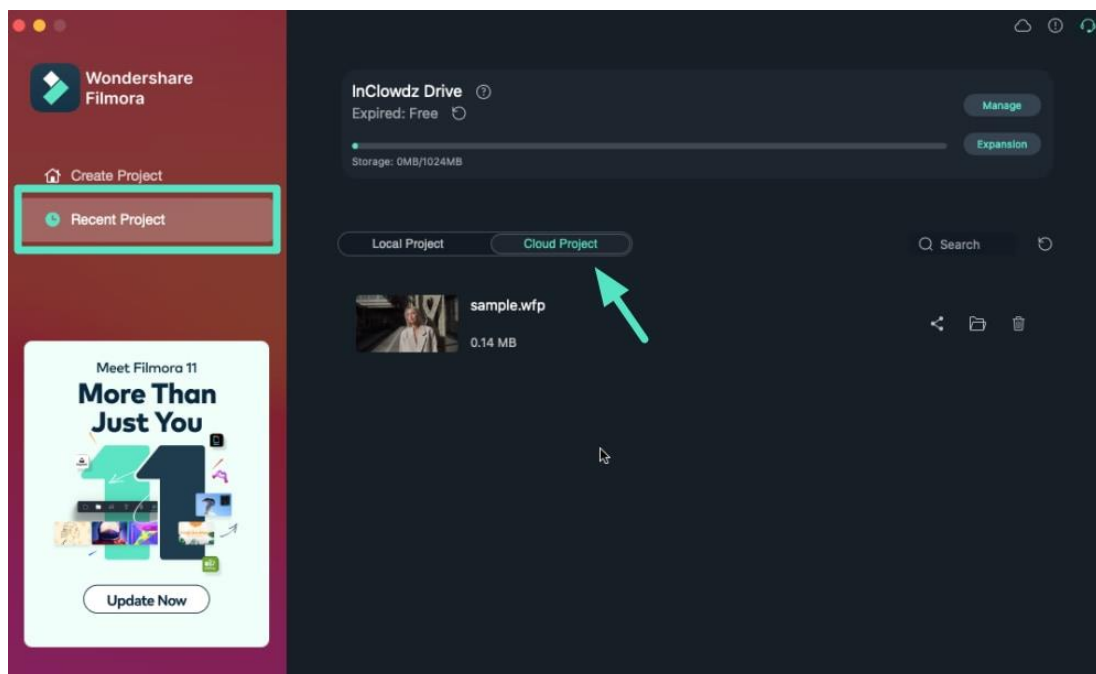 Wondershare
Filmora
Create Project
Recent Project
Meet Filmora 11
More Than
Just You
Update Now
InClowdz Drive
Expired: Free
Manage
Storage: 0MB/1024MB
Expansion
Local Project
Cloud Project
Search
sample.wfp
0.14 MB